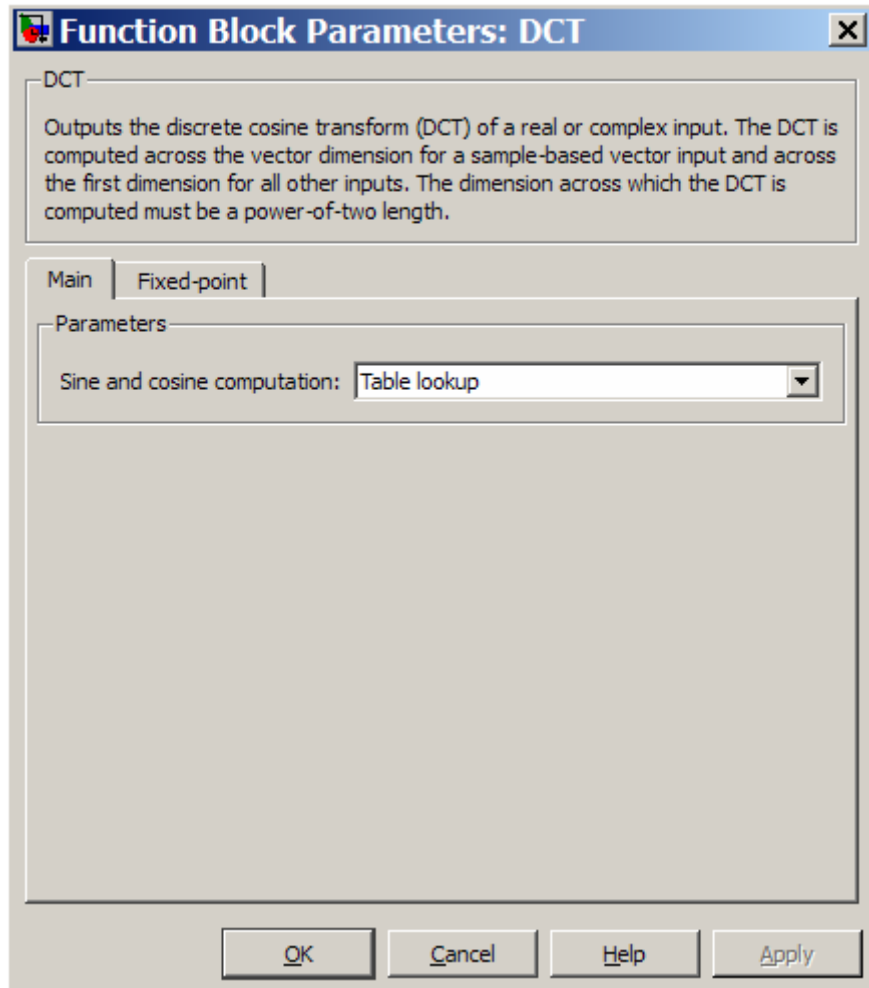 Function Block Parameters: DCT
DCT
Outputs the discrete cosine transform (DCT) of a real or complex input. The DCT is
computed across the vector dimension for a sample-based vector input and across
the first dimension for all other inputs. The dimension across which the DCT is
computed must be a power-of-two length.
Main Fixed-point
Parameters
Sine and cosine computation: Table lookup
OK Cancel Help Apply